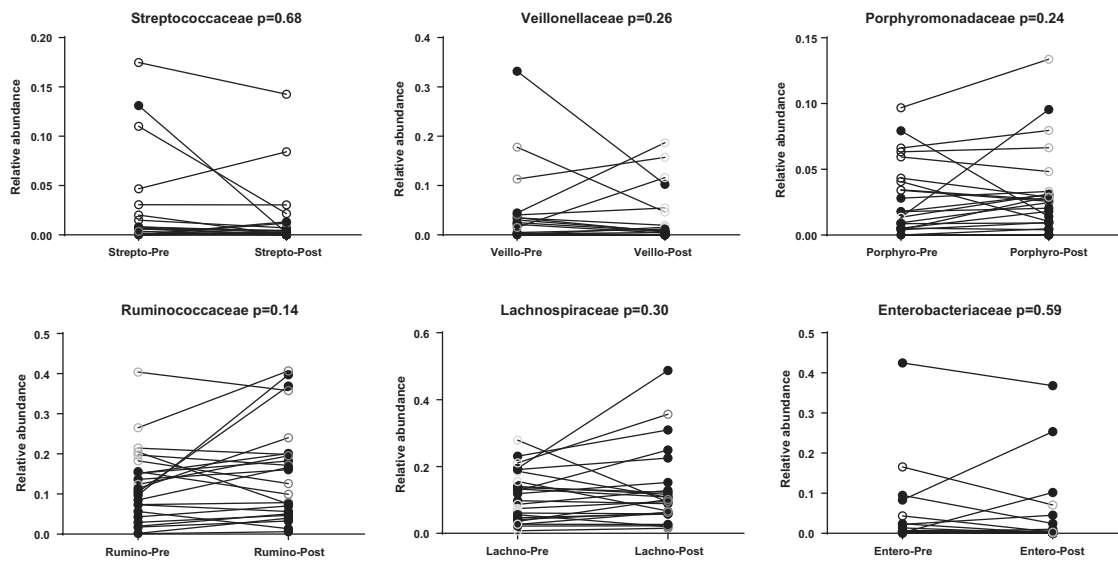 Streptococcaceae p=0.68
Relative abundance
0.20
0.15
0.10
0.05
0.00
Strepto-Pre
Strepto-Post
Veillonellaceae p=0.26
Relative abundance
0.4
0.3
0.2
0.1
0.0
Veillo-Pre
Veillo-Post
Porphyromonadaceae p=0.24
Relative abundance
0.15
0.10
0.05
0.00
Porphyro-Pre
Porphyro-Post
Ruminococcaceae p=0.14
Relative abundance
0.5
0.4
0.3
0.2
0.1
0.0
Rumino-Pre
Rumino-Post
Lachnospiraceae p=0.30
Relative abundance
0.6
0.4
0.2
0.0
Lachno-Pre
Lachno-Post
Enterobacteriaceae p=0.59
Relative abundance
0.5
0.4
0.3
0.2
0.1
0.0
Entero-Pre
Entero-Post